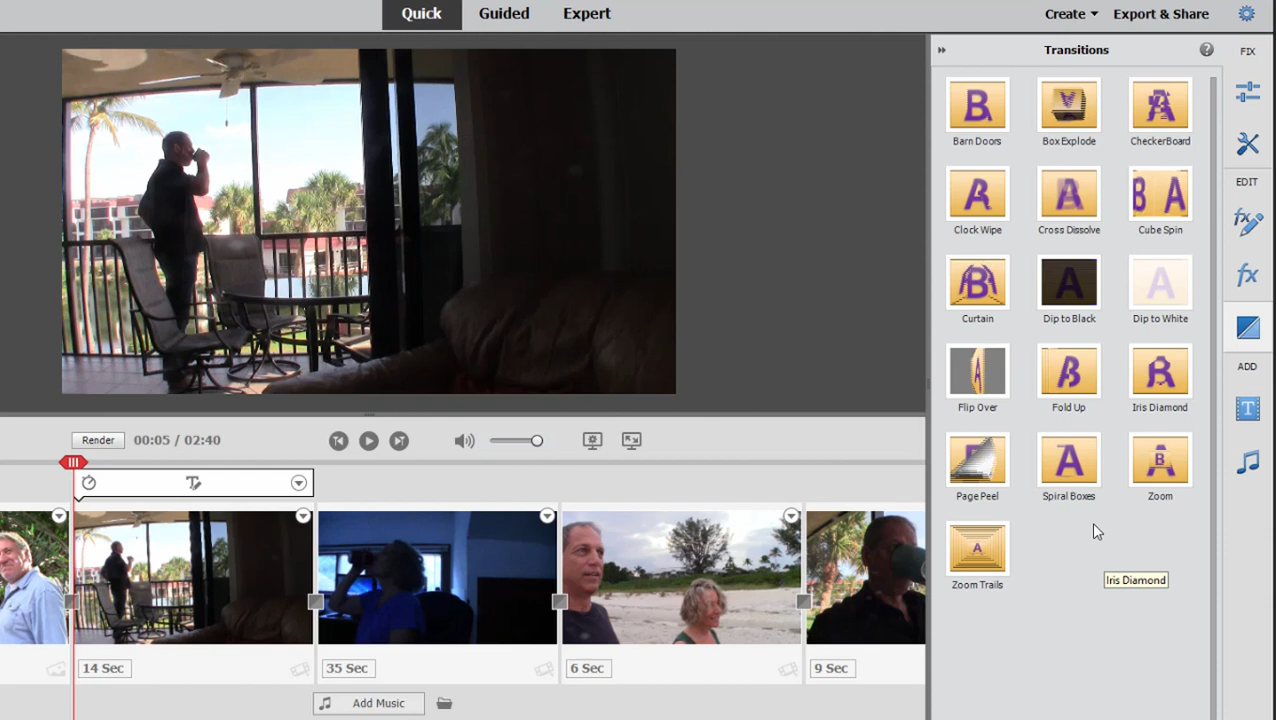 Quick Guided Expert Create Export & Share
Transitions ? FIX
B V A
Barn Doors Box Explode CheckerBoard
EDIT
A A B A
Clock Wipe Cross Dissolve Cube Spin
fx
B A A
Curtain Dip to Black Dip to White
ADD
A B A
Flip Over Fold Up Iris Diamond
T
A B
Page Peel Spiral Boxes Zoom
A
Zoom Trails
Iris Diamond
Render 00:05 / 02:40
14 Sec 35 Sec 6 Sec 9 Sec
Add Music